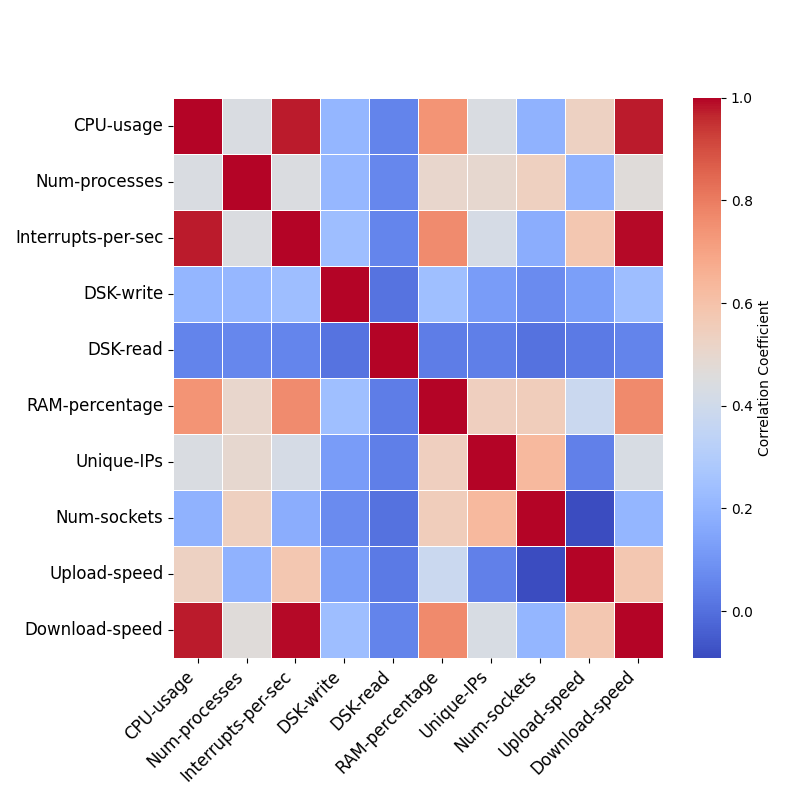 CPU-usage
Num-processes
Interrupts-per-sec
DSK-write
DSK-read
RAM-percentage
Unique-IPs
Num-sockets
Upload-speed
Download-speed
CPU-usage
Num-processes
Interrupts-per-sec
DSK-write
DSK-read
RAM-percentage
Unique-IPs
Num-sockets
Upload-speed
Download-speed
1.0
0.8
0.6
0.4
0.2
0.0
Correlation Coefficient